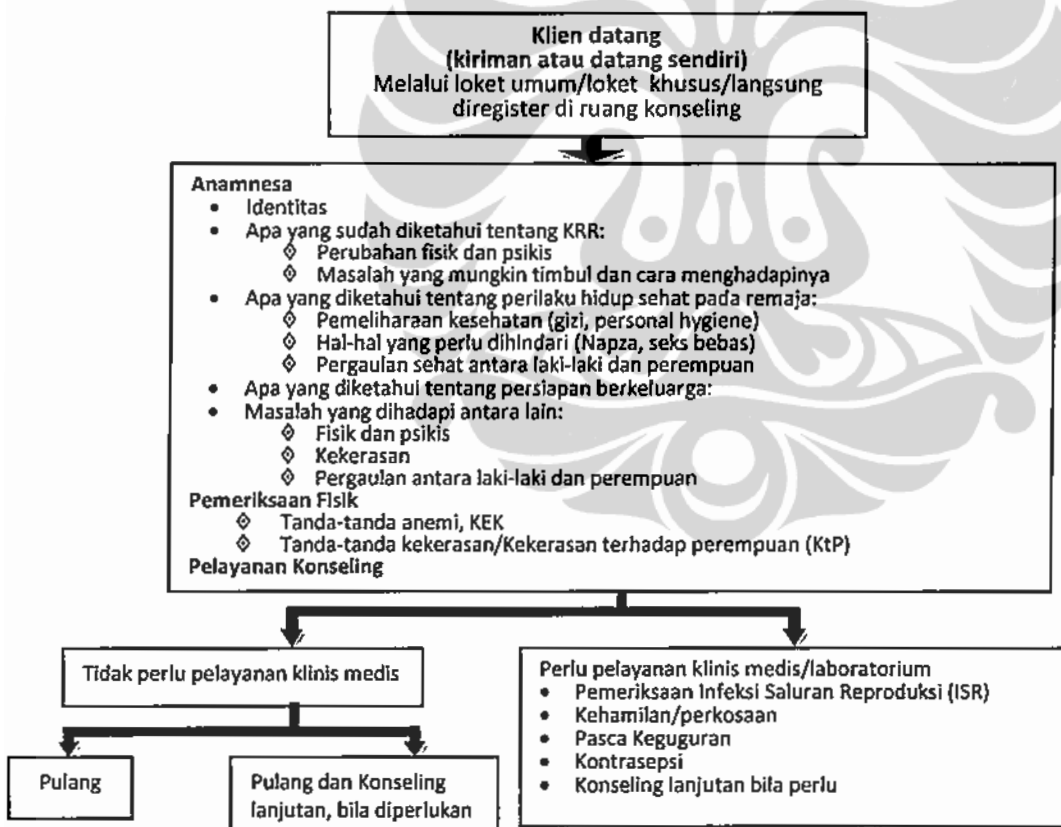 Klien datang
(kiriman atau datang sendiri)
Melalui loket umum/loket khusus/langsung
diregister di ruang konseling
Anamnesa
• Identitas
• Apa yang sudah diketahui tentang KRR:
◊ Perubahan fisik dan psikis
◊ Masalah yang mungkin timbul dan cara menghadapinya
• Apa yang diketahui tentang perilaku hidup sehat pada remaja:
◊ Pemeliharaan kesehatan (gizi, personal hygiene)
◊ Hal-hal yang perlu dihindari (Napza, seks bebas)
◊ Pergaulan sehat antara laki-laki dan perempuan
• Apa yang diketahui tentang persiapan berkeluarga:
• Masalah yang dihadapi antara lain:
◊ Fisik dan psikis
◊ Kekerasan
◊ Pergaulan antara laki-laki dan perempuan
Pemeriksaan Fisik
◊ Tanda-tanda anemi, KEK
◊ Tanda-tanda kekerasan/Kekerasan terhadap perempuan (KtP)
Pelayanan Konseling
Tidak perlu pelayanan klinis medis
Pulang
Pulang dan Konseling
lanjutan, bila diperlukan
Perlu pelayanan klinis medis/laboratorium
• Pemeriksaan Infeksi Saluran Reproduksi (ISR)
• Kehamilan/perkosaan
• Pasca Keguguran
• Kontrasepsi
• Konseling lanjutan bila perlu